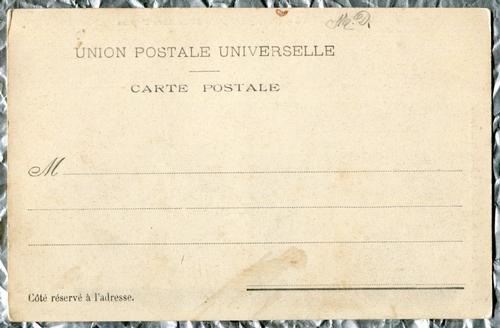 M. D.
UNION POSTALE UNIVERSELLE
CARTE POSTALE
M
Côté réservé à l'adresse.